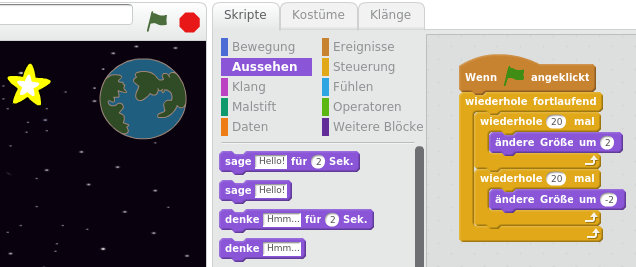 Skripte Kostüme Klänge
Bewegung Ereignisse
Aussehen Steuerung
Klang Fühlen
Malstift Operatoren
Daten Weitere Blöcke
sage Hello! für 2 Sek.
sage Hello!
denke Hmm... für 2 Sek.
denke Hmm...
Wenn angeklickt
wiederhole fortlaufend
wiederhole 20 mal
ändere Größe um 2
wiederhole 20 mal
ändere Größe um -2